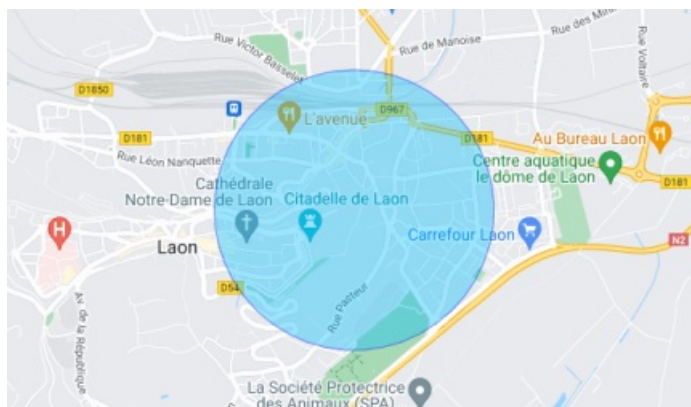 Rue des Min
Rue Victor Basselet
Rue de Manoise
Rue Voltaire
D1850
D967
L'avenue
D181
D181
Au Bureau Laon
Rue Léon Nanquette
Centre aquatique
le dôme de Laon
D181
Cathédrale
Notre-Dame de Laon
Citadelle de Laon
H
Carrefour Laon
N2
Laon
D54
Rue Pasteur
Av. de la République
La Société Protectrice
des Animaux (SPA)